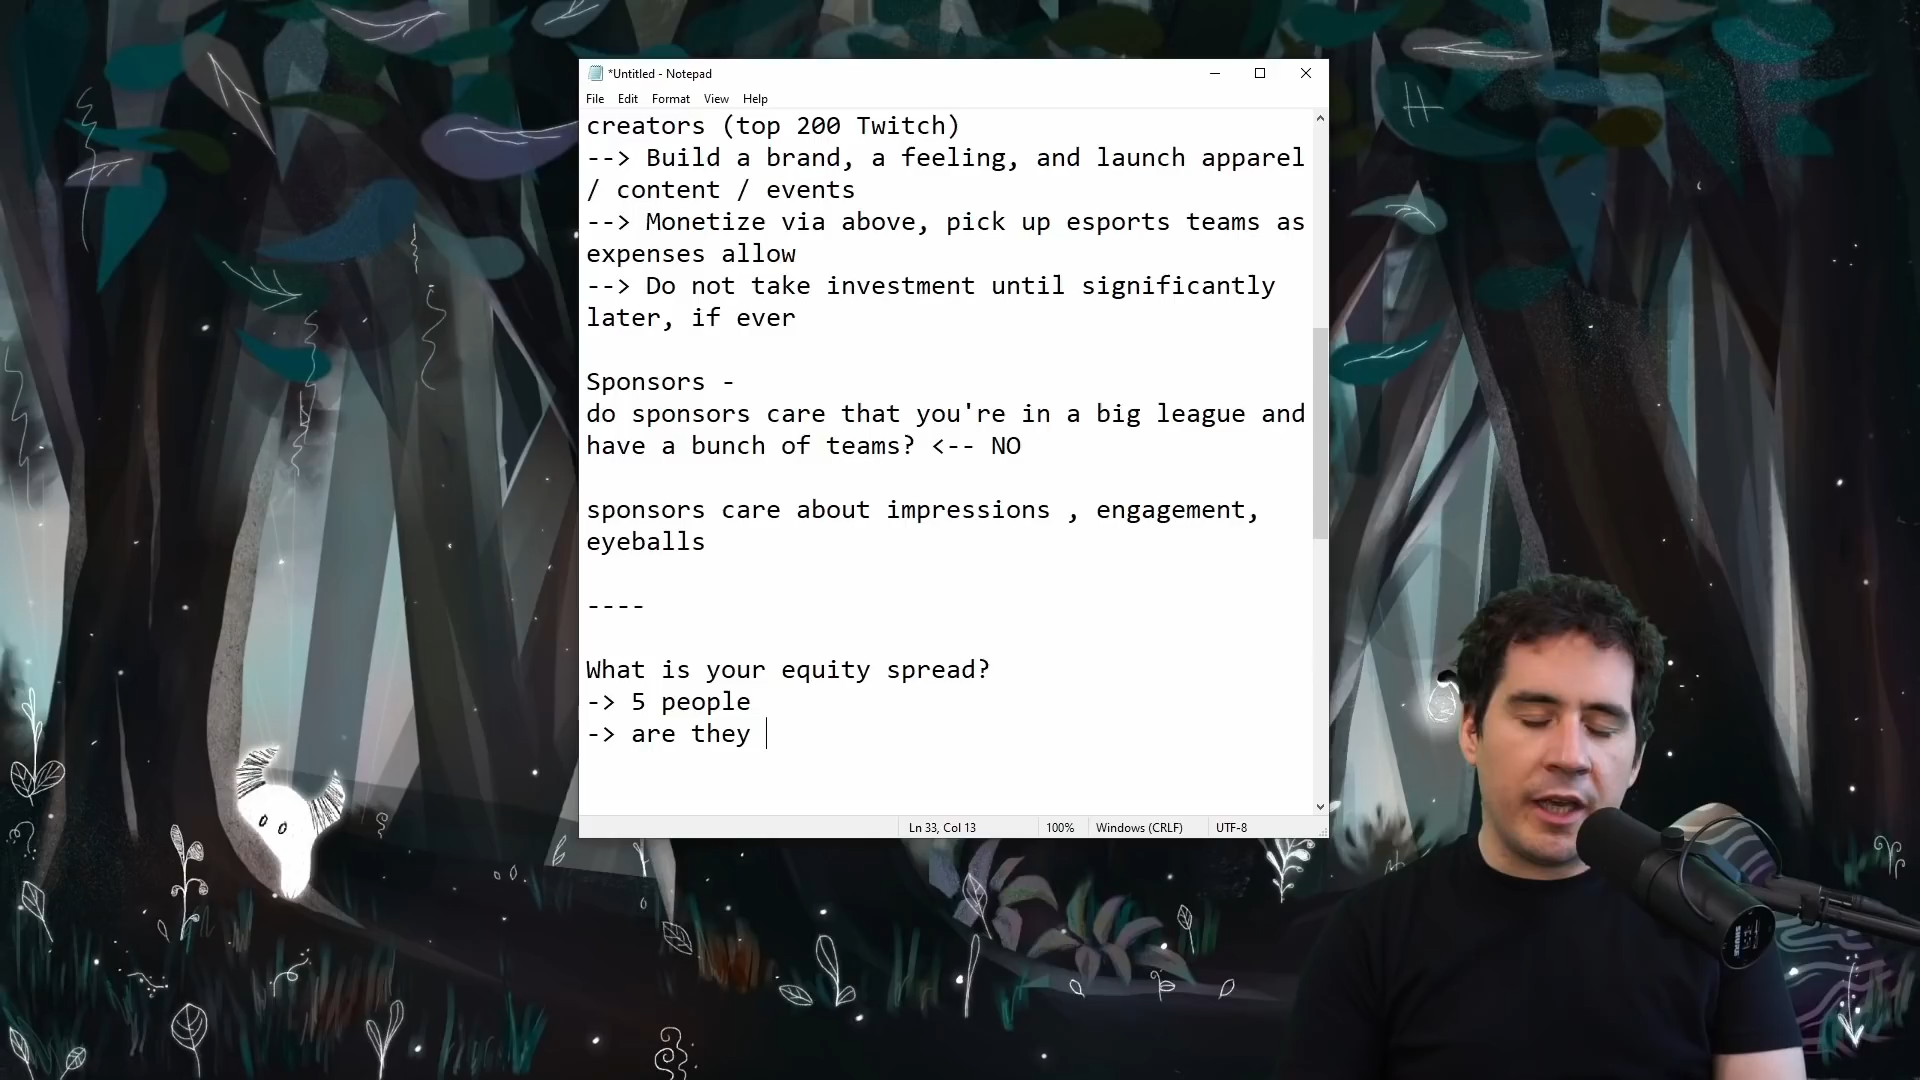 *Untitled - Notepad
File Edit Format View Help
creators (top 200 Twitch)
--> Build a brand, a feeling, and launch apparel
/ content / events
--> Monetize via above, pick up esports teams as
expenses allow
--> Do not take investment until significantly
later, if ever
Sponsors -
do sponsors care that you're in a big league and
have a bunch of teams? <-- NO
sponsors care about impressions , engagement,
eyeballs
----
What is your equity spread?
-> 5 people
-> are they
Ln 33, Col 13 100% Windows (CRLF) UTF-8
SHURE